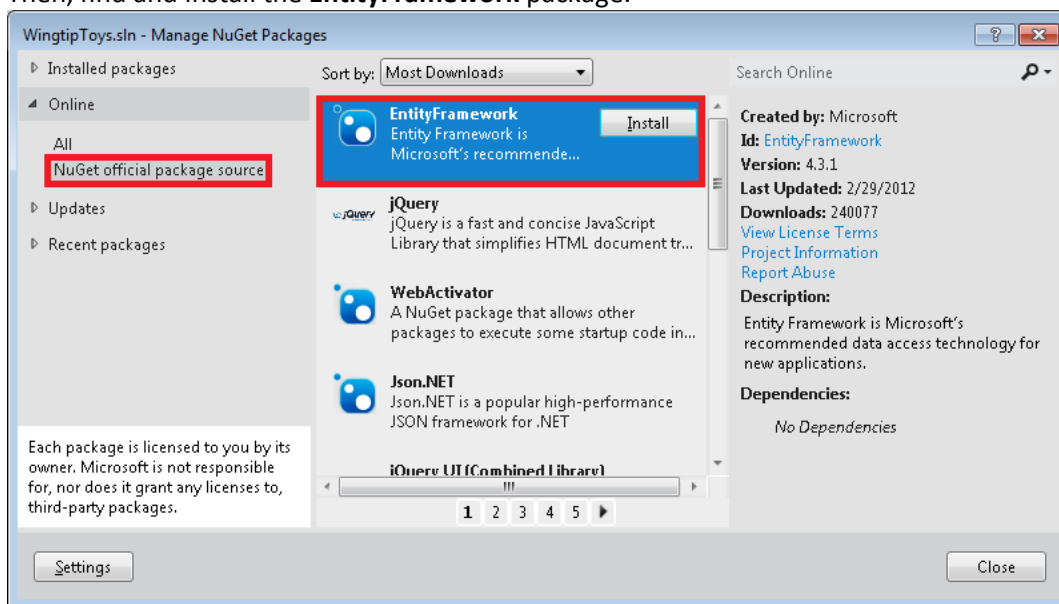 Then, find and install the EntityFramework package.
WingtipToys.sln - Manage NuGet Packages
Installed packages
Online
All
NuGet official package source
Updates
Recent packages
Each package is licensed to you by its
owner. Microsoft is not responsible
for, nor does it grant any licenses to,
third-party packages.
Settings
Sort by: Most Downloads
EntityFramework
Install
Entity Framework is
Microsoft's recommende...
jQuery
jQuery
jQuery is a fast and concise JavaScript
Library that simplifies HTML document tr...
WebActivator
A NuGet package that allows other
packages to execute some startup code in...
Json.NET
Json.NET is a popular high-performance
JSON framework for .NET
jQuery UI (Combined Library)
1 2 3 4 5
Search Online
Created by: Microsoft
Id: EntityFramework
Version: 4.3.1
Last Updated: 2/29/2012
Downloads: 240077
View License Terms
Project Information
Report Abuse
Description:
Entity Framework is Microsoft's
recommended data access technology for
new applications.
Dependencies:
No Dependencies
Close